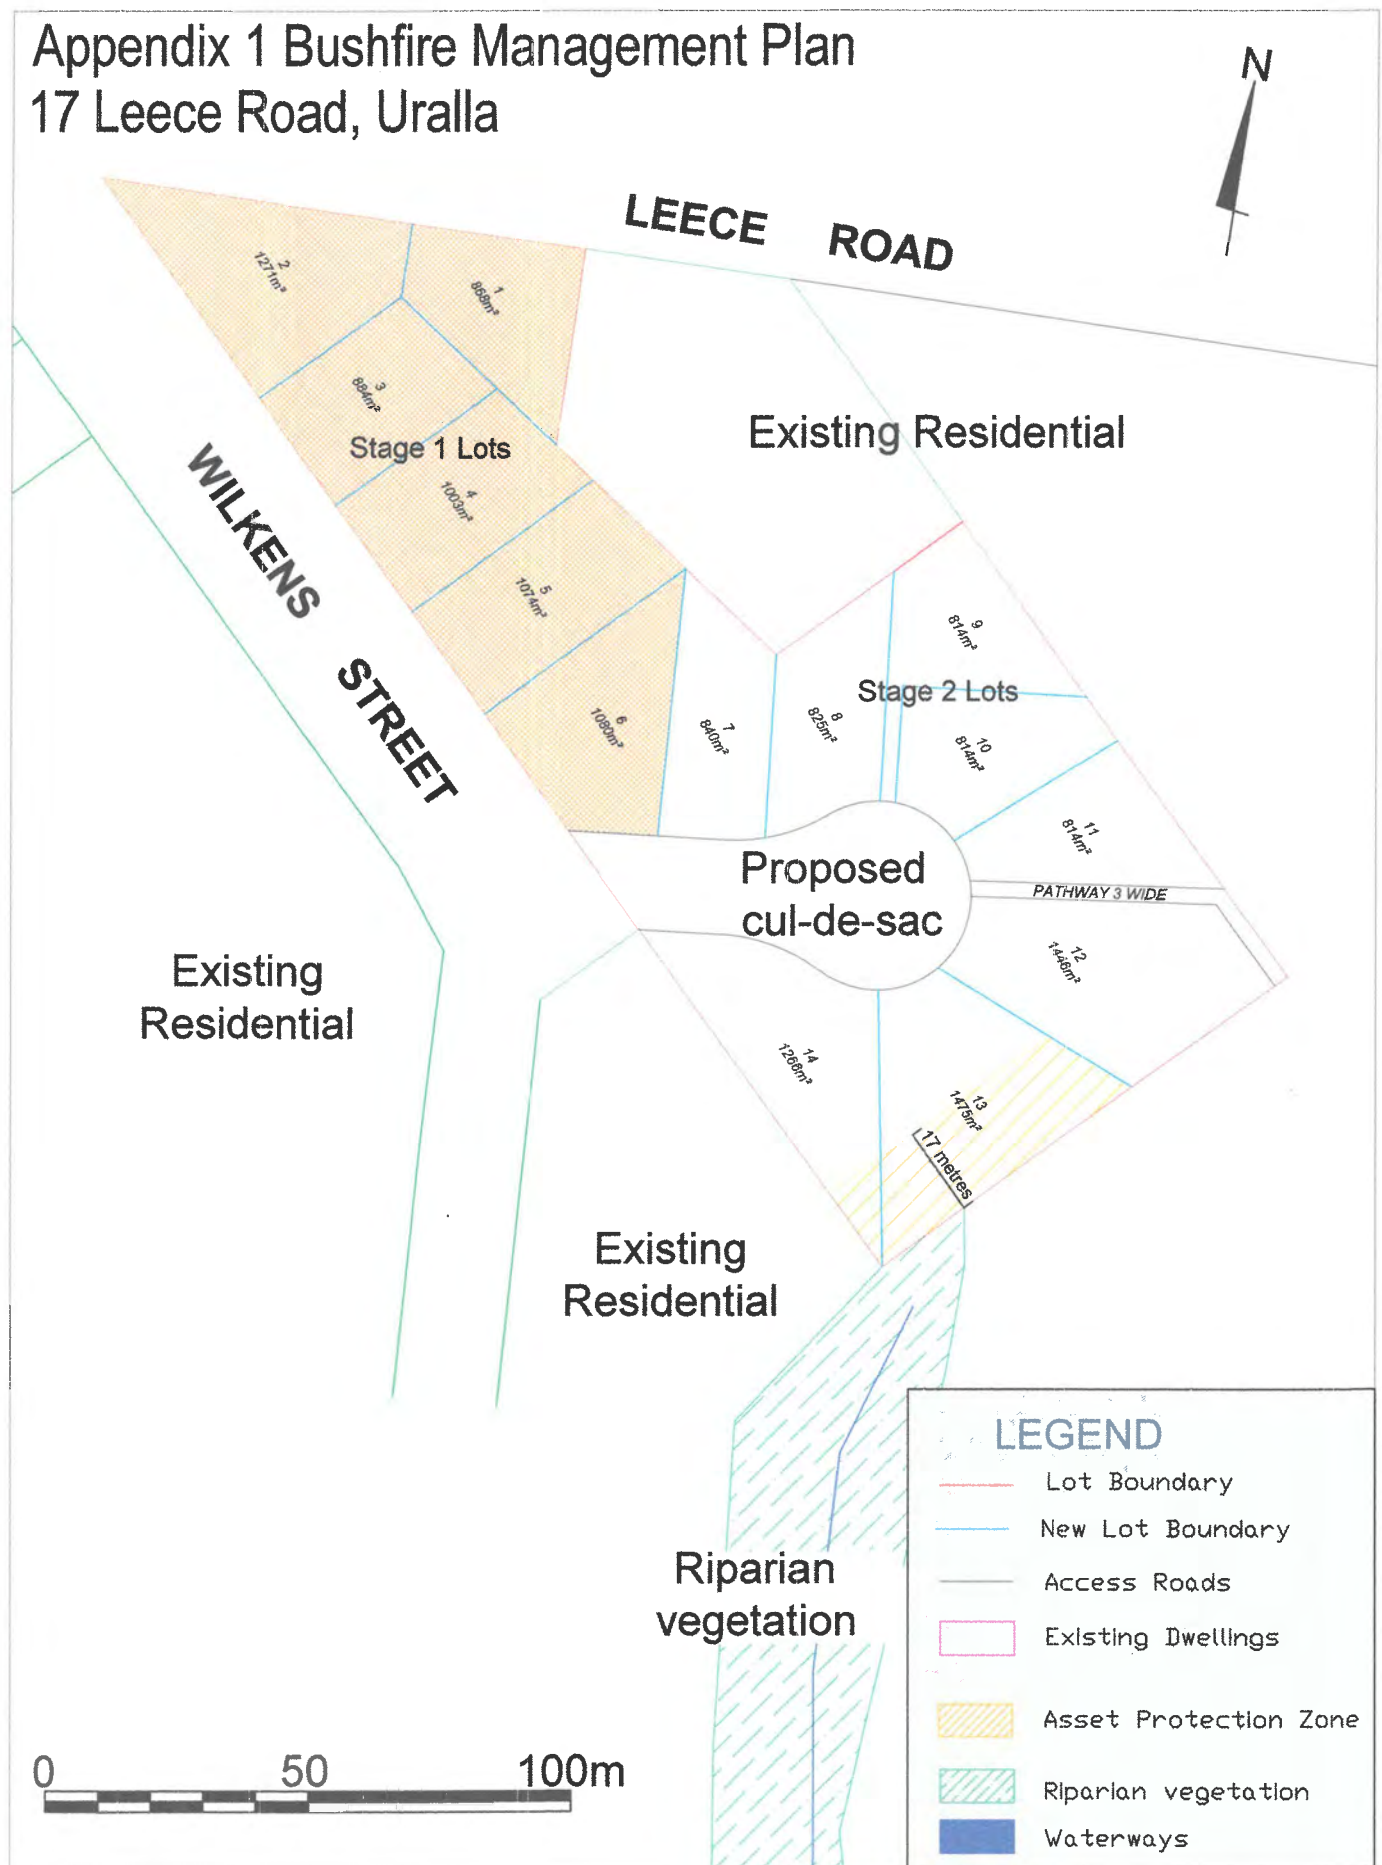 Appendix 1 Bushfire Management Plan
17 Leece Road, Uralla
N
LEECE ROAD
2
1271m²
1
868m²
3
884m²
Stage 1 Lots
4
1003m²
5
1074m²
6
1080m²
Existing Residential
WILKENS STREET
7
840m²
8
825m²
9
814m²
Stage 2 Lots
10
814m²
11
814m²
Proposed
cul-de-sac
PATHWAY 3 WIDE
12
1446m²
Existing
Residential
14
1266m²
13
1475m²
17 metres
Existing
Residential
Riparian
vegetation
LEGEND
Lot Boundary
New Lot Boundary
Access Roads
Existing Dwellings
Asset Protection Zone
Riparian vegetation
Waterways
0 50 100m